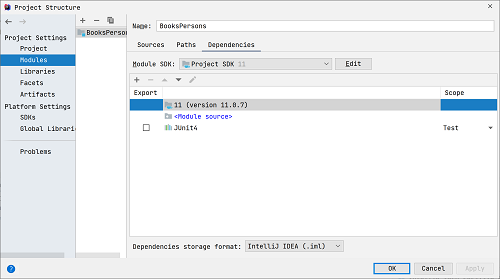 Project Structure
Project Settings
Project
Modules
Libraries
Facets
Artifacts
Platform Settings
SDKs
Global Librarie
Problems
BooksPersons
Name: BooksPersons
Sources Paths Dependencies
Module SDK: Project SDK 11 Edit
Export Scope
11 (version 11.0.7)
<Module source>
JUnit4 Test
Dependencies storage format: IntelliJ IDEA (.iml)
? OK Cancel Apply